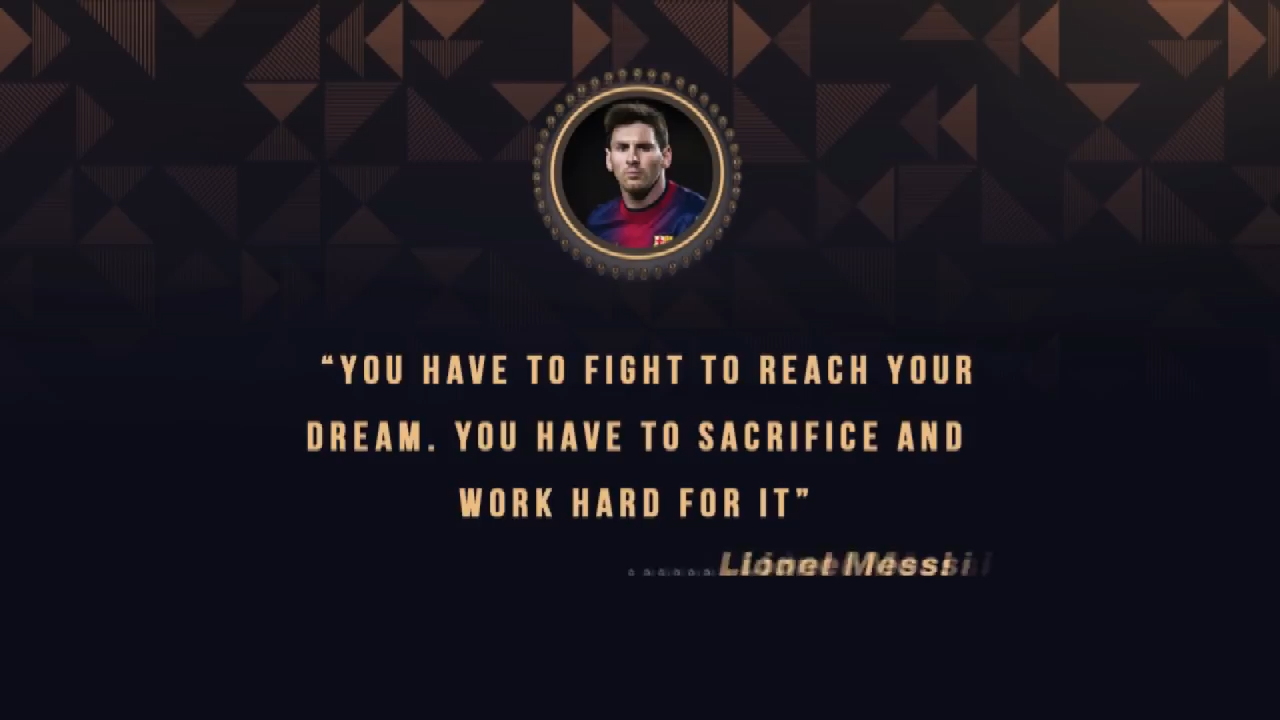 “YOU HAVE TO FIGHT TO REACH YOUR
DREAM. YOU HAVE TO SACRIFICE AND
WORK HARD FOR IT”
.......Lionel Messi